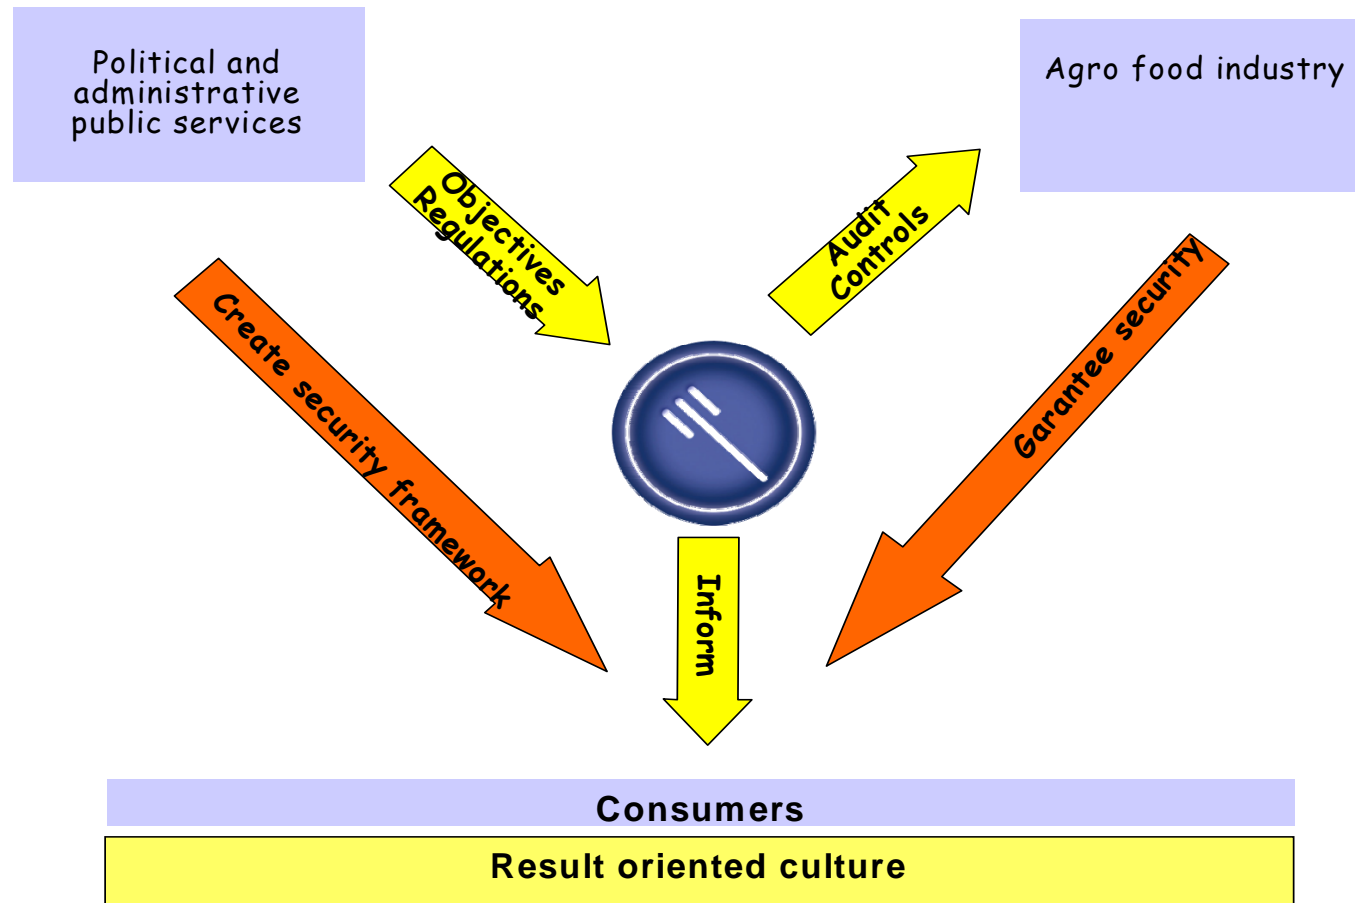 Political and
administrative
public services
Agro food industry
Objectives
Regulations
Audit
Controls
Create security framework
Garantee security
Inform
Consumers
Result oriented culture